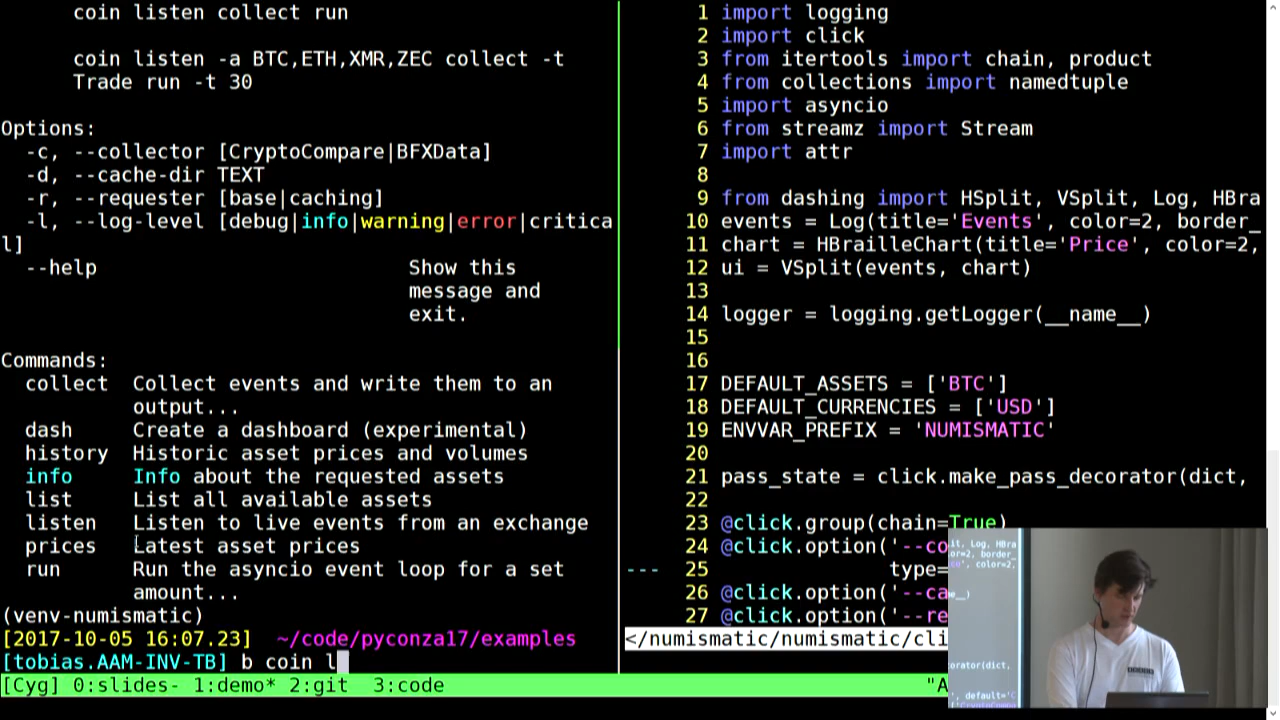 coin listen collect run
coin listen -a BTC,ETH,XMR,ZEC collect -t
Trade run -t 30
Options:
-c, --collector [CryptoCompare|BFXData]
-d, --cache-dir TEXT
-r, --requester [base|caching]
-l, --log-level [debug|info|warning|error|critica
l]
--help Show this
message and
exit.
Commands:
collect Collect events and write them to an
output...
dash Create a dashboard (experimental)
history Historic asset prices and volumes
info Info about the requested assets
list List all available assets
listen Listen to live events from an exchange
prices Latest asset prices
run Run the asyncio event loop for a set
amount...
(venv-numismatic)
[2017-10-05 16:07.23] ~/code/pyconza17/examples
[tobias.AAM-INV-TB] b coin l
1 import logging
2 import click
3 from itertools import chain, product
4 from collections import namedtuple
5 import asyncio
6 from streamz import Stream
7 import attr
8
9 from dashing import HSplit, VSplit, Log, HBra
10 events = Log(title='Events', color=2, border_
11 chart = HBrailleChart(title='Price', color=2,
12 ui = VSplit(events, chart)
13
14 logger = logging.getLogger(__name__)
15
16
17 DEFAULT_ASSETS = ['BTC']
18 DEFAULT_CURRENCIES = ['USD']
19 ENVVAR_PREFIX = 'NUMISMATIC'
20
21 pass_state = click.make_pass_decorator(dict,
22
23 @click.group(chain=True)
24 @click.option('--co
--- 25 type=
26 @click.option('--ca
27 @click.option('--re
</numismatic/numismatic/cli
[Cyg] 0:slides- 1:demo* 2:git 3:code "A
it, Log, HBra
or=2, border_
color=2,
orator(dict,